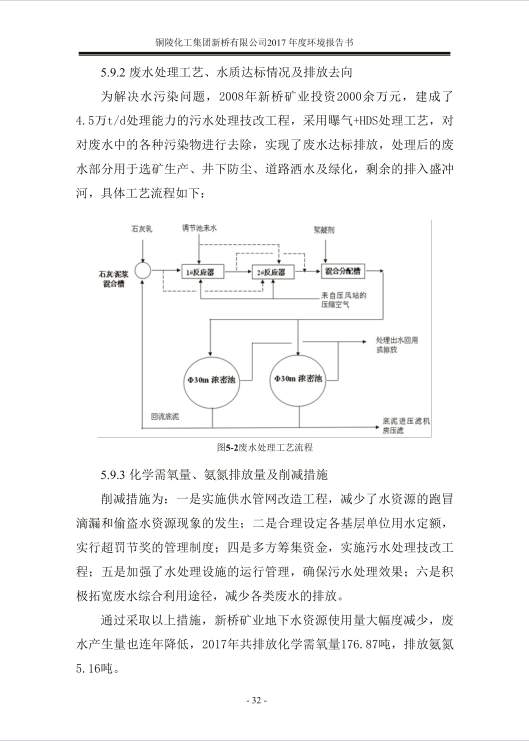 铜陵化工集团新桥有限公司2017 年度环境报告书
5.9.2 废水处理工艺、水质达标情况及排放去向
为解决水污染问题，2008年新桥矿业投资2000余万元，建成了
4.5万t/d处理能力的污水处理技改工程，采用曝气+HDS处理工艺，对
对废水中的各种污染物进行去除，实现了废水达标排放，处理后的废
水部分用于选矿生产、井下防尘、道路洒水及绿化，剩余的排入盛冲
河，具体工艺流程如下：
石灰乳
调节池来水
絮凝剂
石灰/泥浆
混合槽
1#反应器
2#反应器
混合分配槽
来自压风站的
压缩空气
处理出水回用
或排放
Φ30m 浓密池
Φ30m 浓密池
回流底泥
底泥进压滤机
房压滤
图5-2废水处理工艺流程
5.9.3 化学需氧量、氨氮排放量及削减措施
削减措施为：一是实施供水管网改造工程，减少了水资源的跑冒
滴漏和偷盗水资源现象的发生；二是合理设定各基层单位用水定额，
实行超罚节奖的管理制度；四是多方筹集资金，实施污水处理技改工
程；五是加强了水处理设施的运行管理，确保污水处理效果；六是积
极拓宽废水综合利用途径，减少各类废水的排放。
通过采取以上措施，新桥矿业地下水资源使用量大幅度减少，废
水产生量也连年降低，2017年共排放化学需氧量176.87吨，排放氨氮
5.16吨。
- 32 -